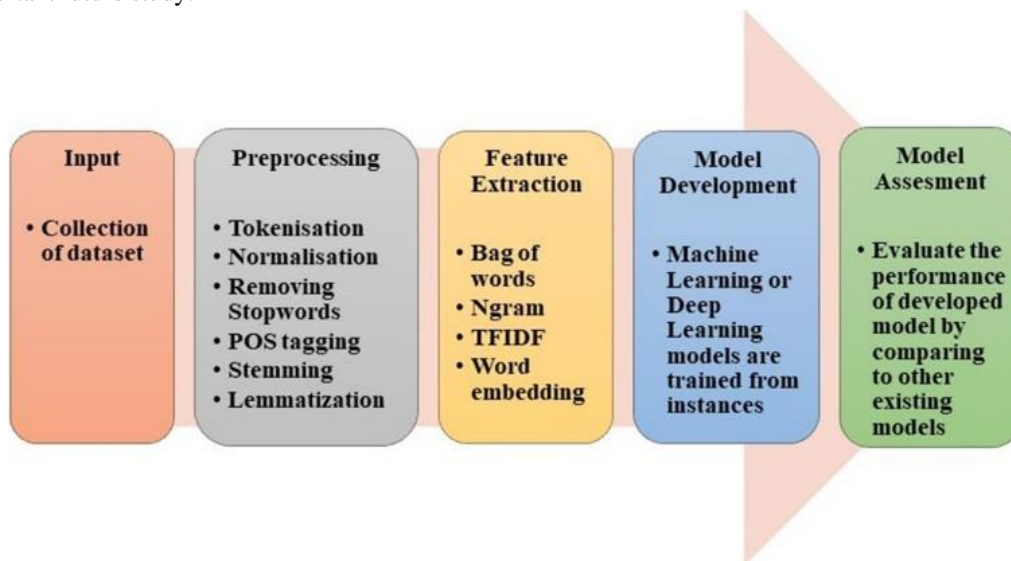 future study.
Input
• Collection
of dataset
Preprocessing
• Tokenisation
• Normalisation
• Removing
Stopwords
• POS tagging
• Stemming
• Lemmatization
Feature
Extraction
• Bag of
words
• Ngram
• TFIDF
• Word
embedding
Model
Development
• Machine
Learning or
Deep
Learning
models are
trained from
instances
Model
Assesment
• Evaluate the
performance
of developed
model by
comparing
to other
existing
models